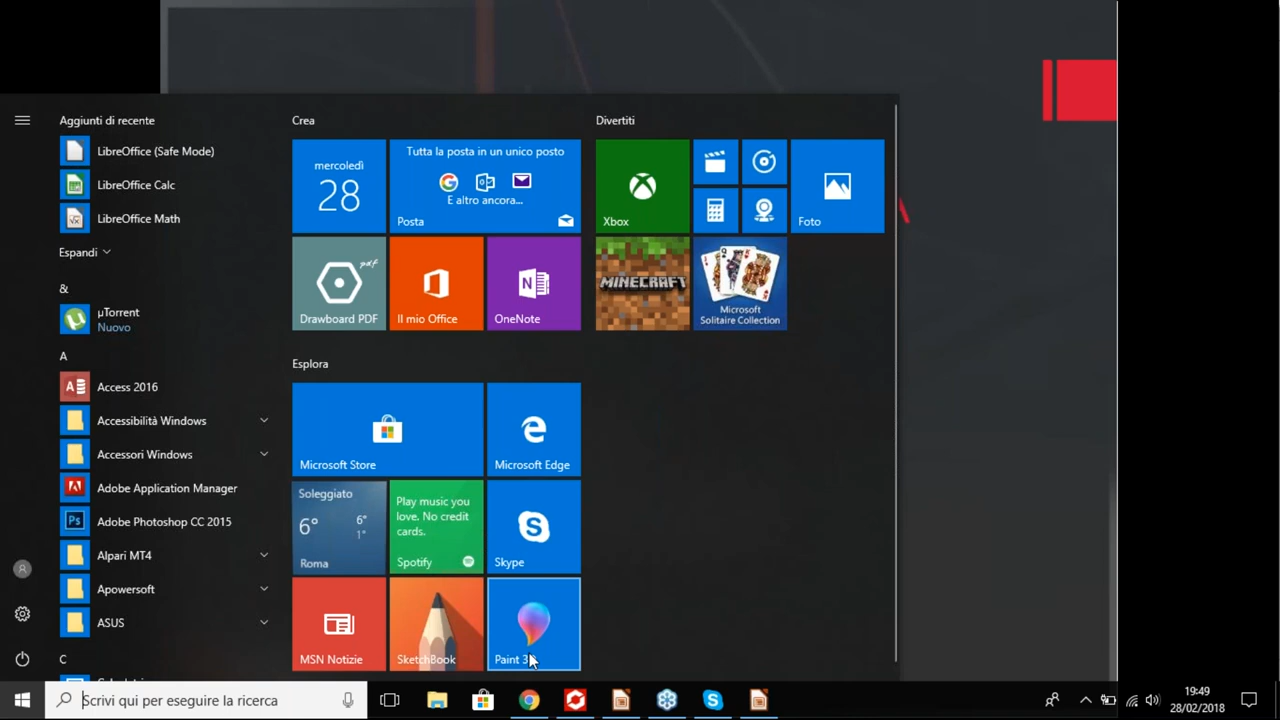 Aggiunti di recente
LibreOffice (Safe Mode)
LibreOffice Calc
LibreOffice Math
Espandi
&
µTorrent
Nuovo
A
Access 2016
Accessibilità Windows
Accessori Windows
Adobe Application Manager
Ps
Adobe Photoshop CC 2015
Alpari MT4
Apowersoft
ASUS
C
Crea
mercoledì
28
Tutta la posta in un unico posto
E altro ancora...
Posta
pdf
Drawboard PDF
Il mio Office
N
OneNote
Esplora
Microsoft Store
Microsoft Edge
Soleggiato
6°
6°
1°
Roma
Play music you
love. No credit
cards.
Spotify
Skype
MSN Notizie
SketchBook
Paint
Divertiti
Xbox
Foto
MINECRAFT
Microsoft
Solitaire Collection
Scrivi qui per eseguire la ricerca
19:49
28/02/2018